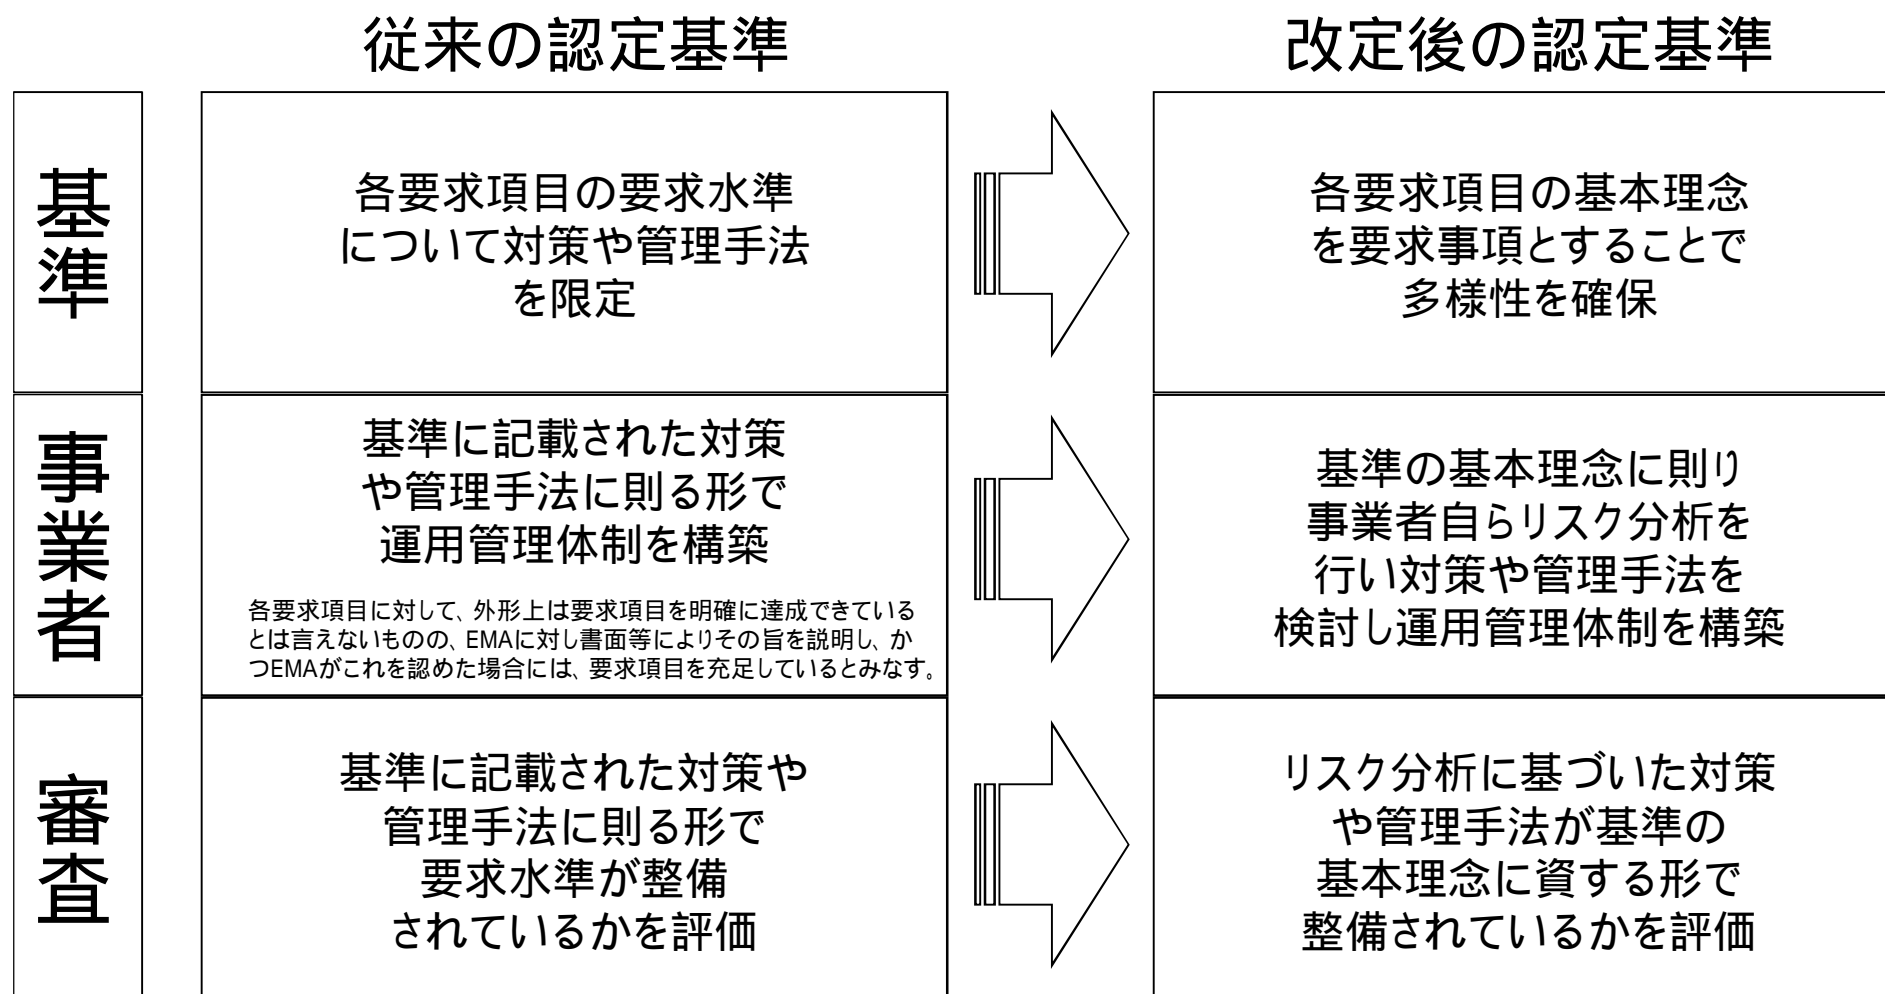 従来の認定基準
改定後の認定基準
基準
各要求項目の要求水準
について対策や管理手法
を限定
各要求項目の基本理念
を要求事項とすることで
多様性を確保
事業者
基準に記載された対策
や管理手法に則る形で
運用管理体制を構築
各要求項目に対して、外形上は要求項目を明確に達成できている
とは言えないものの、EMAに対し書面等によりその旨を説明し、か
つEMAがこれを認めた場合には、要求項目を充足しているとみなす。
基準の基本理念に則り
事業者自らリスク分析を
行い対策や管理手法を
検討し運用管理体制を構築
審査
基準に記載された対策や
管理手法に則る形で
要求水準が整備
されているかを評価
リスク分析に基づいた対策
や管理手法が基準の
基本理念に資する形で
整備されているかを評価